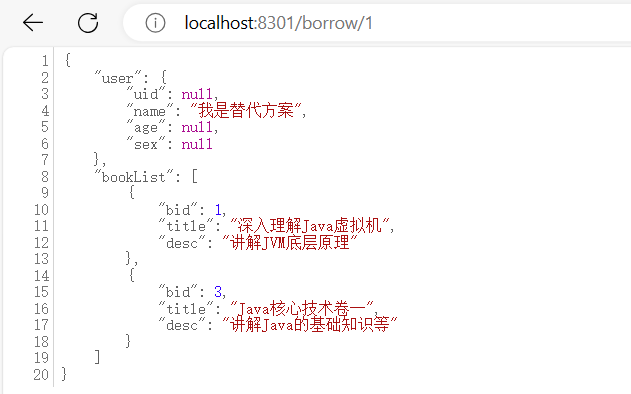 localhost:8301/borrow/1
1 {
2     "user": {
3         "uid": null,
4         "name": "我是替代方案",
5         "age": null,
6         "sex": null
7     },
8     "bookList": [
9         {
10             "bid": 1,
11             "title": "深入理解Java虚拟机",
12             "desc": "讲解JVM底层原理"
13         },
14         {
15             "bid": 3,
16             "title": "Java核心技术卷一",
17             "desc": "讲解Java的基础知识等"
18         }
19     ]
20 }